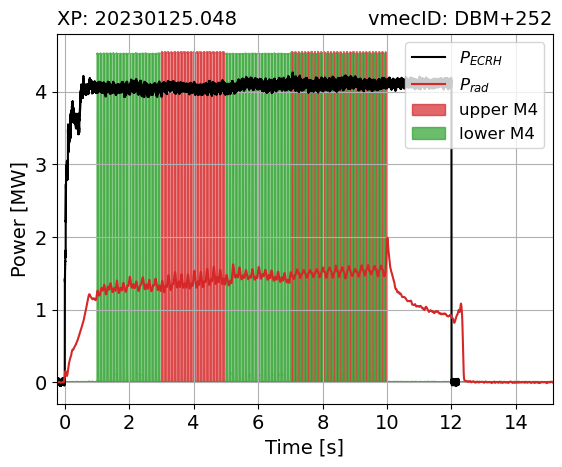 XP: 20230125.048 vmecID: DBM+252
P_ECRH
P_rad
upper M4
lower M4
Power [MW]
4
3
2
1
0
0 2 4 6 8 10 12 14
Time [s]